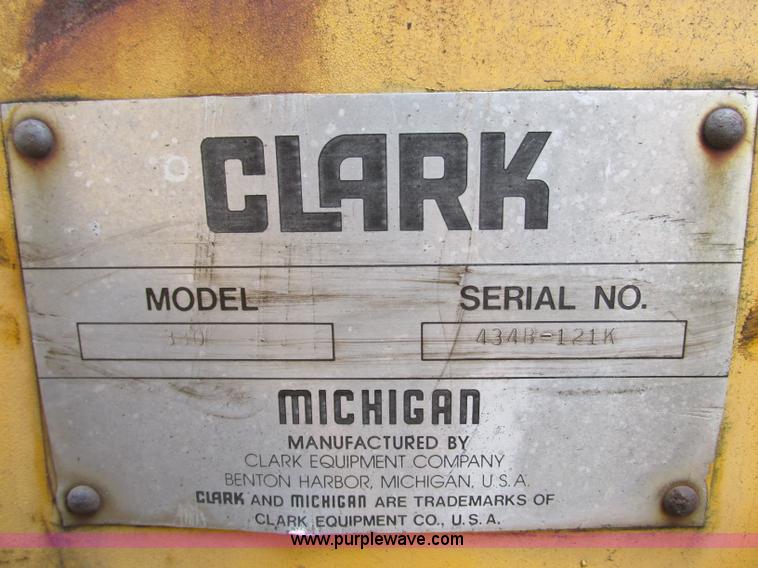 CLARK
MODEL SERIAL NO.
434B-121K
MICHIGAN
MANUFACTURED BY
CLARK EQUIPMENT COMPANY
BENTON HARBOR, MICHIGAN, U.S.A.
CLARK AND MICHIGAN ARE TRADEMARKS OF
CLARK EQUIPMENT CO., U.S.A.
www.purplewave.com